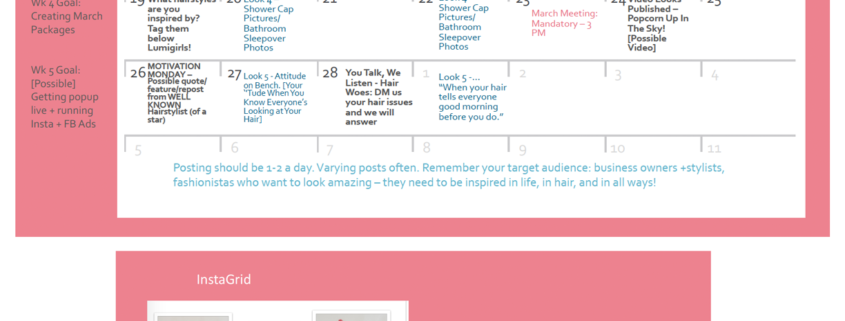 Wk 4 Goal:
Creating March
Packages
19 What hairstyles
are you
inspired by?
Tag them
below
Lumigirls!
20 Look 4 -
Shower Cap
Pictures/
Bathroom
Sleepover
Photos
21
22
Shower Cap
Pictures/
Bathroom
Sleepover
Photos
23
March Meeting:
Mandatory – 3
PM
24 Video Looks
Published –
Popcorn Up In
The Sky!
[Possible
Video]
25
Wk 5 Goal:
[Possible]
Getting popup
live + running
Insta + FB Ads
26 MOTIVATION
MONDAY –
Possible quote/
feature/repost
from WELL
KNOWN
Hairstylist (of a
star)
27 Look 5 - Attitude
on Bench. [Your
"Tude When You
Know Everyone's
Looking at Your
Hair]
28 You Talk, We
Listen - Hair
Woes: DM us
your hair issues
and we will
answer
1 Look 5 -...
"When your hair
tells everyone
good morning
before you do."
2
3
4
5
6
7
8
9
10
11
Posting should be 1-2 a day. Varying posts often. Remember your target audience: business owners +stylists,
fashionistas who want to look amazing – they need to be inspired in life, in hair, and in all ways!
InstaGrid